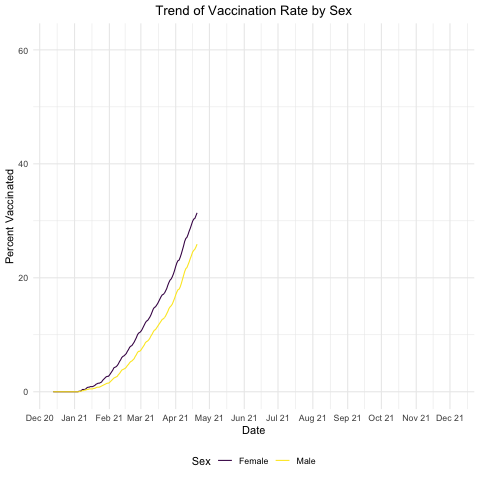 Trend of Vaccination Rate by Sex
Percent Vaccinated
60
40
20
0
Dec 20 Jan 21 Feb 21 Mar 21 Apr 21 May 21 Jun 21 Jul 21 Aug 21 Sep 21 Oct 21 Nov 21 Dec 21
Date
Sex Female Male